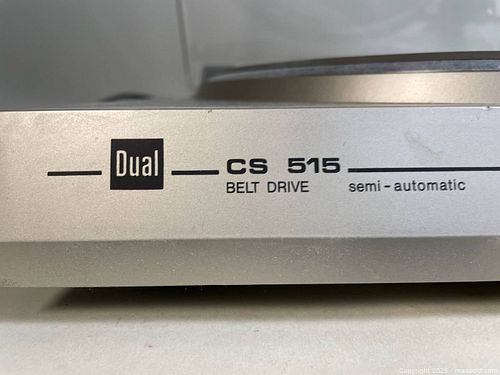 Dual CS 515
BELT DRIVE semi-automatic
Copyright 2025 - maxsold.com